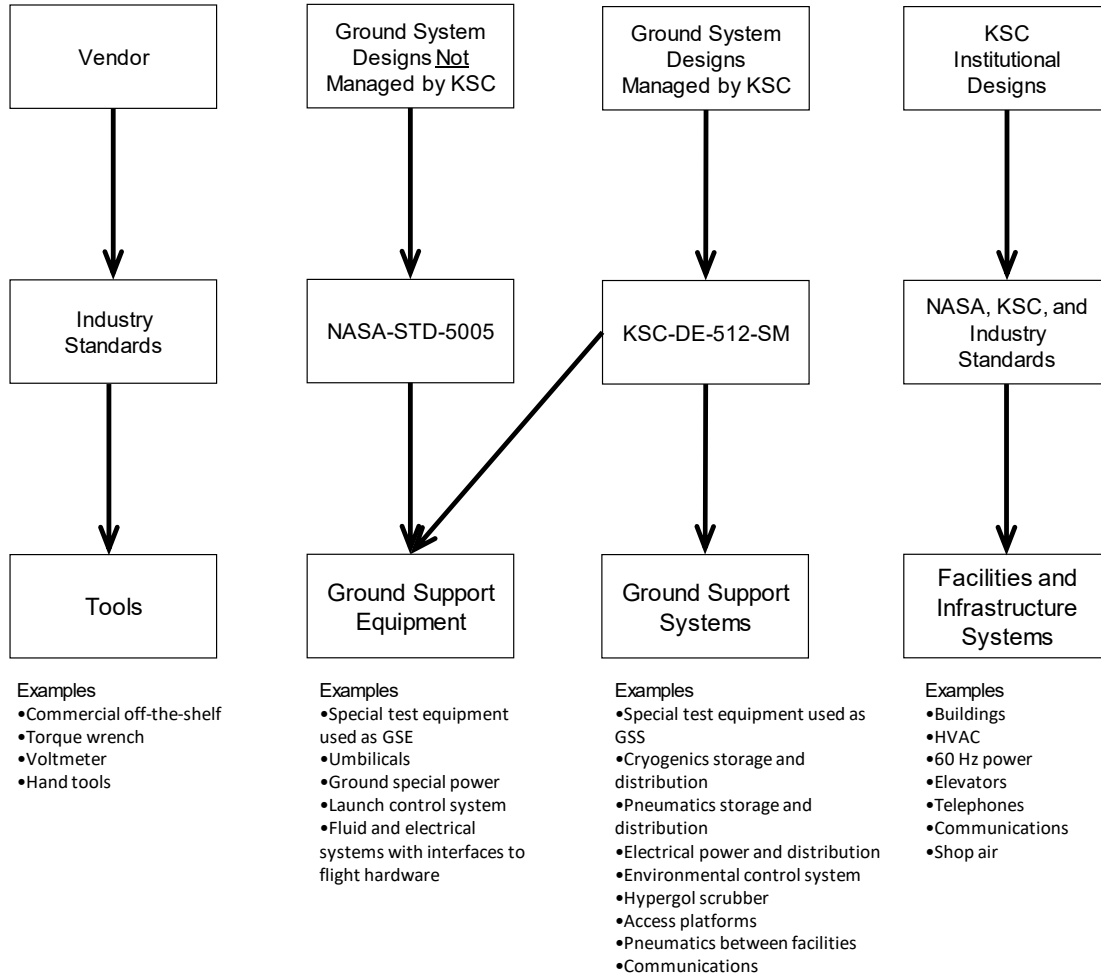 Vendor
Ground System
Designs Not
Managed by KSC
Ground System
Designs
Managed by KSC
KSC
Institutional
Designs
Industry
Standards
NASA-STD-5005
KSC-DE-512-SM
NASA, KSC, and
Industry
Standards
Tools
Ground Support
Equipment
Ground Support
Systems
Facilities and
Infrastructure
Systems
Examples
•Commercial off-the-shelf
•Torque wrench
•Voltmeter
•Hand tools
Examples
•Special test equipment
used as GSE
•Umbilicals
•Ground special power
•Launch control system
•Fluid and electrical
systems with interfaces to
flight hardware
Examples
•Special test equipment used as
GSS
•Cryogenics storage and
distribution
•Pneumatics storage and
distribution
•Electrical power and distribution
•Environmental control system
•Hypergol scrubber
•Access platforms
•Pneumatics between facilities
•Communications
Examples
•Buildings
•HVAC
•60 Hz power
•Elevators
•Telephones
•Communications
•Shop air